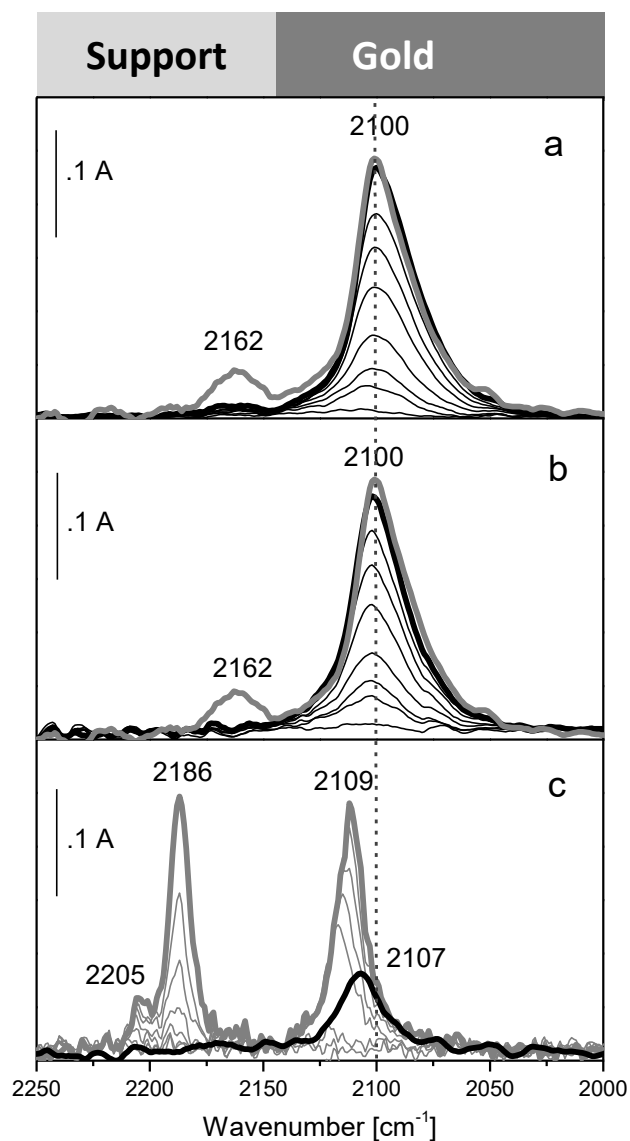 Support Gold
2100 a
.1 A
2162
2100 b
.1 A
2162
2186 2109 c
.1 A
2205 2107
2250 2200 2150 2100 2050 2000
Wavenumber [cm⁻¹]